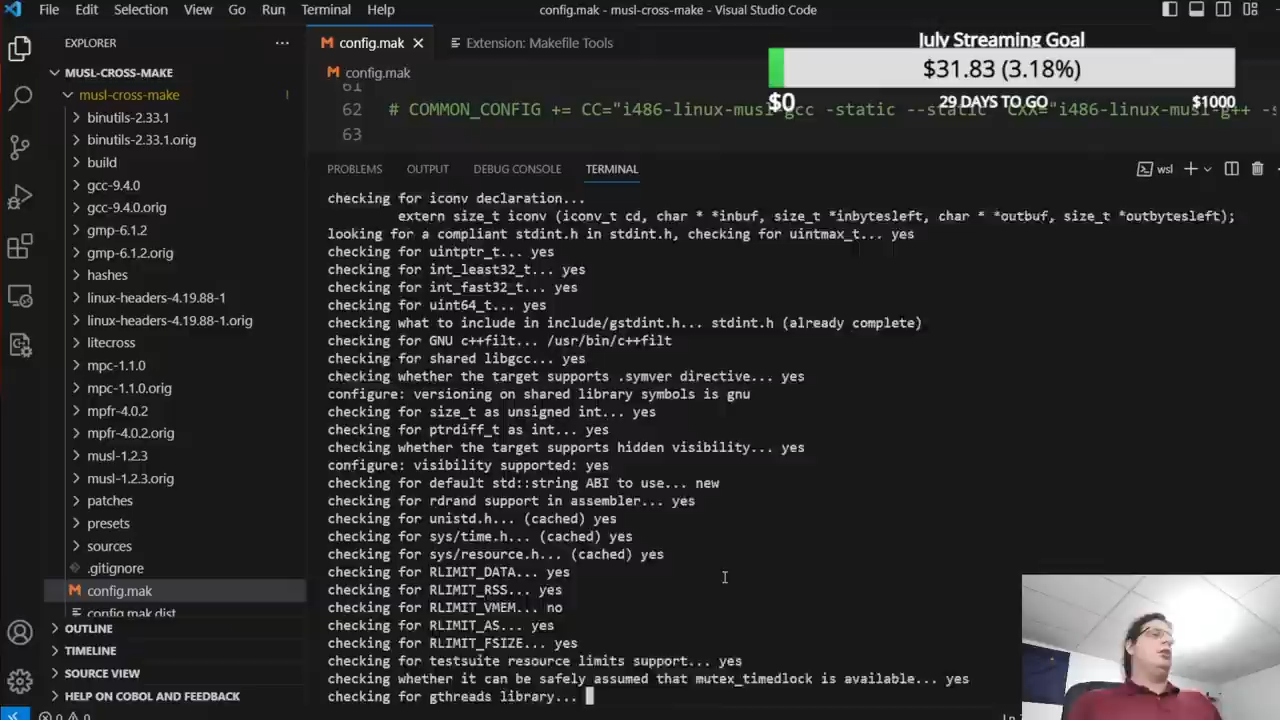 File Edit Selection View Go Run Terminal Help
config.mak - musl-cross-make - Visual Studio Code
EXPLORER
MUSL-CROSS-MAKE
musl-cross-make
binutils-2.33.1
binutils-2.33.1.orig
build
gcc-9.4.0
gcc-9.4.0.orig
gmp-6.1.2
gmp-6.1.2.orig
hashes
linux-headers-4.19.88-1
linux-headers-4.19.88-1.orig
litecross
mpc-1.1.0
mpc-1.1.0.orig
mpfr-4.0.2
mpfr-4.0.2.orig
musl-1.2.3
musl-1.2.3.orig
patches
presets
sources
.gitignore
config.mak
config.mak.dist
OUTLINE
TIMELINE
SOURCE VIEW
HELP ON COBOL AND FEEDBACK
config.mak
Extension: Makefile Tools
config.mak
July Streaming Goal
$31.83 (3.18%)
$0 29 DAYS TO GO $1000
61
62 # COMMON_CONFIG += CC="i486-linux-musl-gcc -static --static" CXX="i486-linux-musl-g++ -s
63
PROBLEMS OUTPUT DEBUG CONSOLE TERMINAL
wsl
checking for iconv declaration...
extern size_t iconv (iconv_t cd, char * *inbuf, size_t *inbytesleft, char * *outbuf, size_t *outbytesleft);
looking for a compliant stdint.h in stdint.h, checking for uintmax_t... yes
checking for uintptr_t... yes
checking for int_least32_t... yes
checking for int_fast32_t... yes
checking for uint64_t... yes
checking what to include in include/gstdint.h... stdint.h (already complete)
checking for GNU c++filt... /usr/bin/c++filt
checking for shared libgcc... yes
checking whether the target supports .symver directive... yes
configure: versioning on shared library symbols is gnu
checking for size_t as unsigned int... yes
checking for ptrdiff_t as int... yes
checking whether the target supports hidden visibility... yes
configure: visibility supported: yes
checking for default std::string ABI to use... new
checking for rdrand support in assembler... yes
checking for unistd.h... (cached) yes
checking for sys/time.h... (cached) yes
checking for sys/resource.h... (cached) yes
checking for RLIMIT_DATA... yes
checking for RLIMIT_RSS... yes
checking for RLIMIT_VMEM... no
checking for RLIMIT_AS... yes
checking for RLIMIT_FSIZE... yes
checking for testsuite resource limits support... yes
checking whether it can be safely assumed that mutex_timedlock is available... yes
checking for gthreads library...